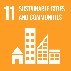 11 SUSTAINABLE CITIES
AND COMMUNITIES